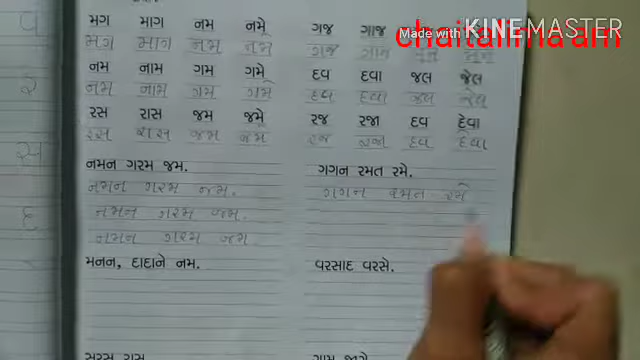 Made with KINEMASTER
chaitalimaam
મગ માગ નમ નમે ગજ ગાજ
મગ માગ નમ નમે ગજ ગાજ
નમ નામ ગમ ગમે દવ દવા જલ જેલ
નમ નામ ગમ ગમે દવ દવા જલ જેલ
રસ રાસ જમ જમે રજ રજા દવ દેવા
રસ રાસ જમ જમે રજ રજા દવ દેવા
નમન ગરમ જમ. ગગન રમત રમે.
નમન ગરમ જમ. ગગન રમત રમે
નમન ગરમ જમ.
નમન ગરમ જમ.
મનન, દાદાને નમ. વરસાદ વરસે.
પ
ર
સ